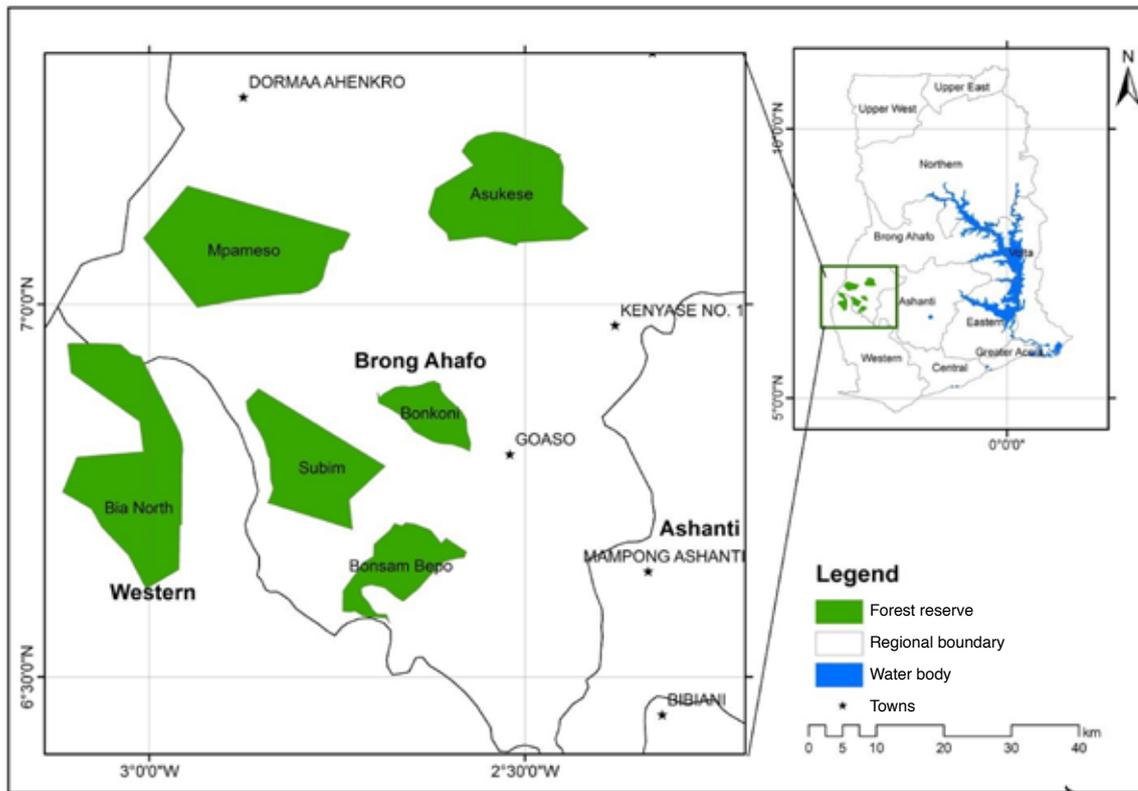 DORMAA AHENKRO
Asukese
Mpameso
KENYASE NO. 1
Brong Ahafo
Bonkoni
GOASO
Subim
Bia North
Ashanti
MAMPONG ASHANTI
Bonsam Bepo
Western
BIBIANI
7°0'0"N
6°30'0"N
3°0'0"W
2°30'0"W
N
Upper East
Upper West
Northern
Brong Ahafo
Volta
Ashanti
Eastern
Greater Accra
Western
Central
10°0'0"N
5°0'0"N
0°0'0"
Legend
Forest reserve
Regional boundary
Water body
Towns
km
0 5 10 20 30 40